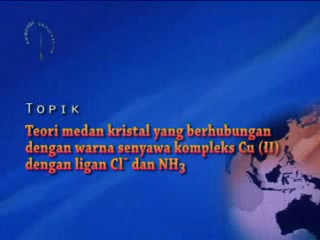 TOPIK
Teori medan kristal yang berhubungan
dengan warna senyawa kompleks Cu (II)
dengan ligan Cl⁻ dan NH₃